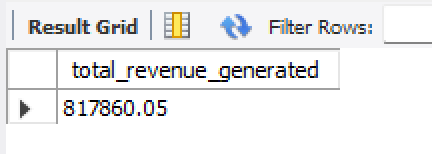 Result Grid Filter Rows:
total_revenue_generated
817860.05